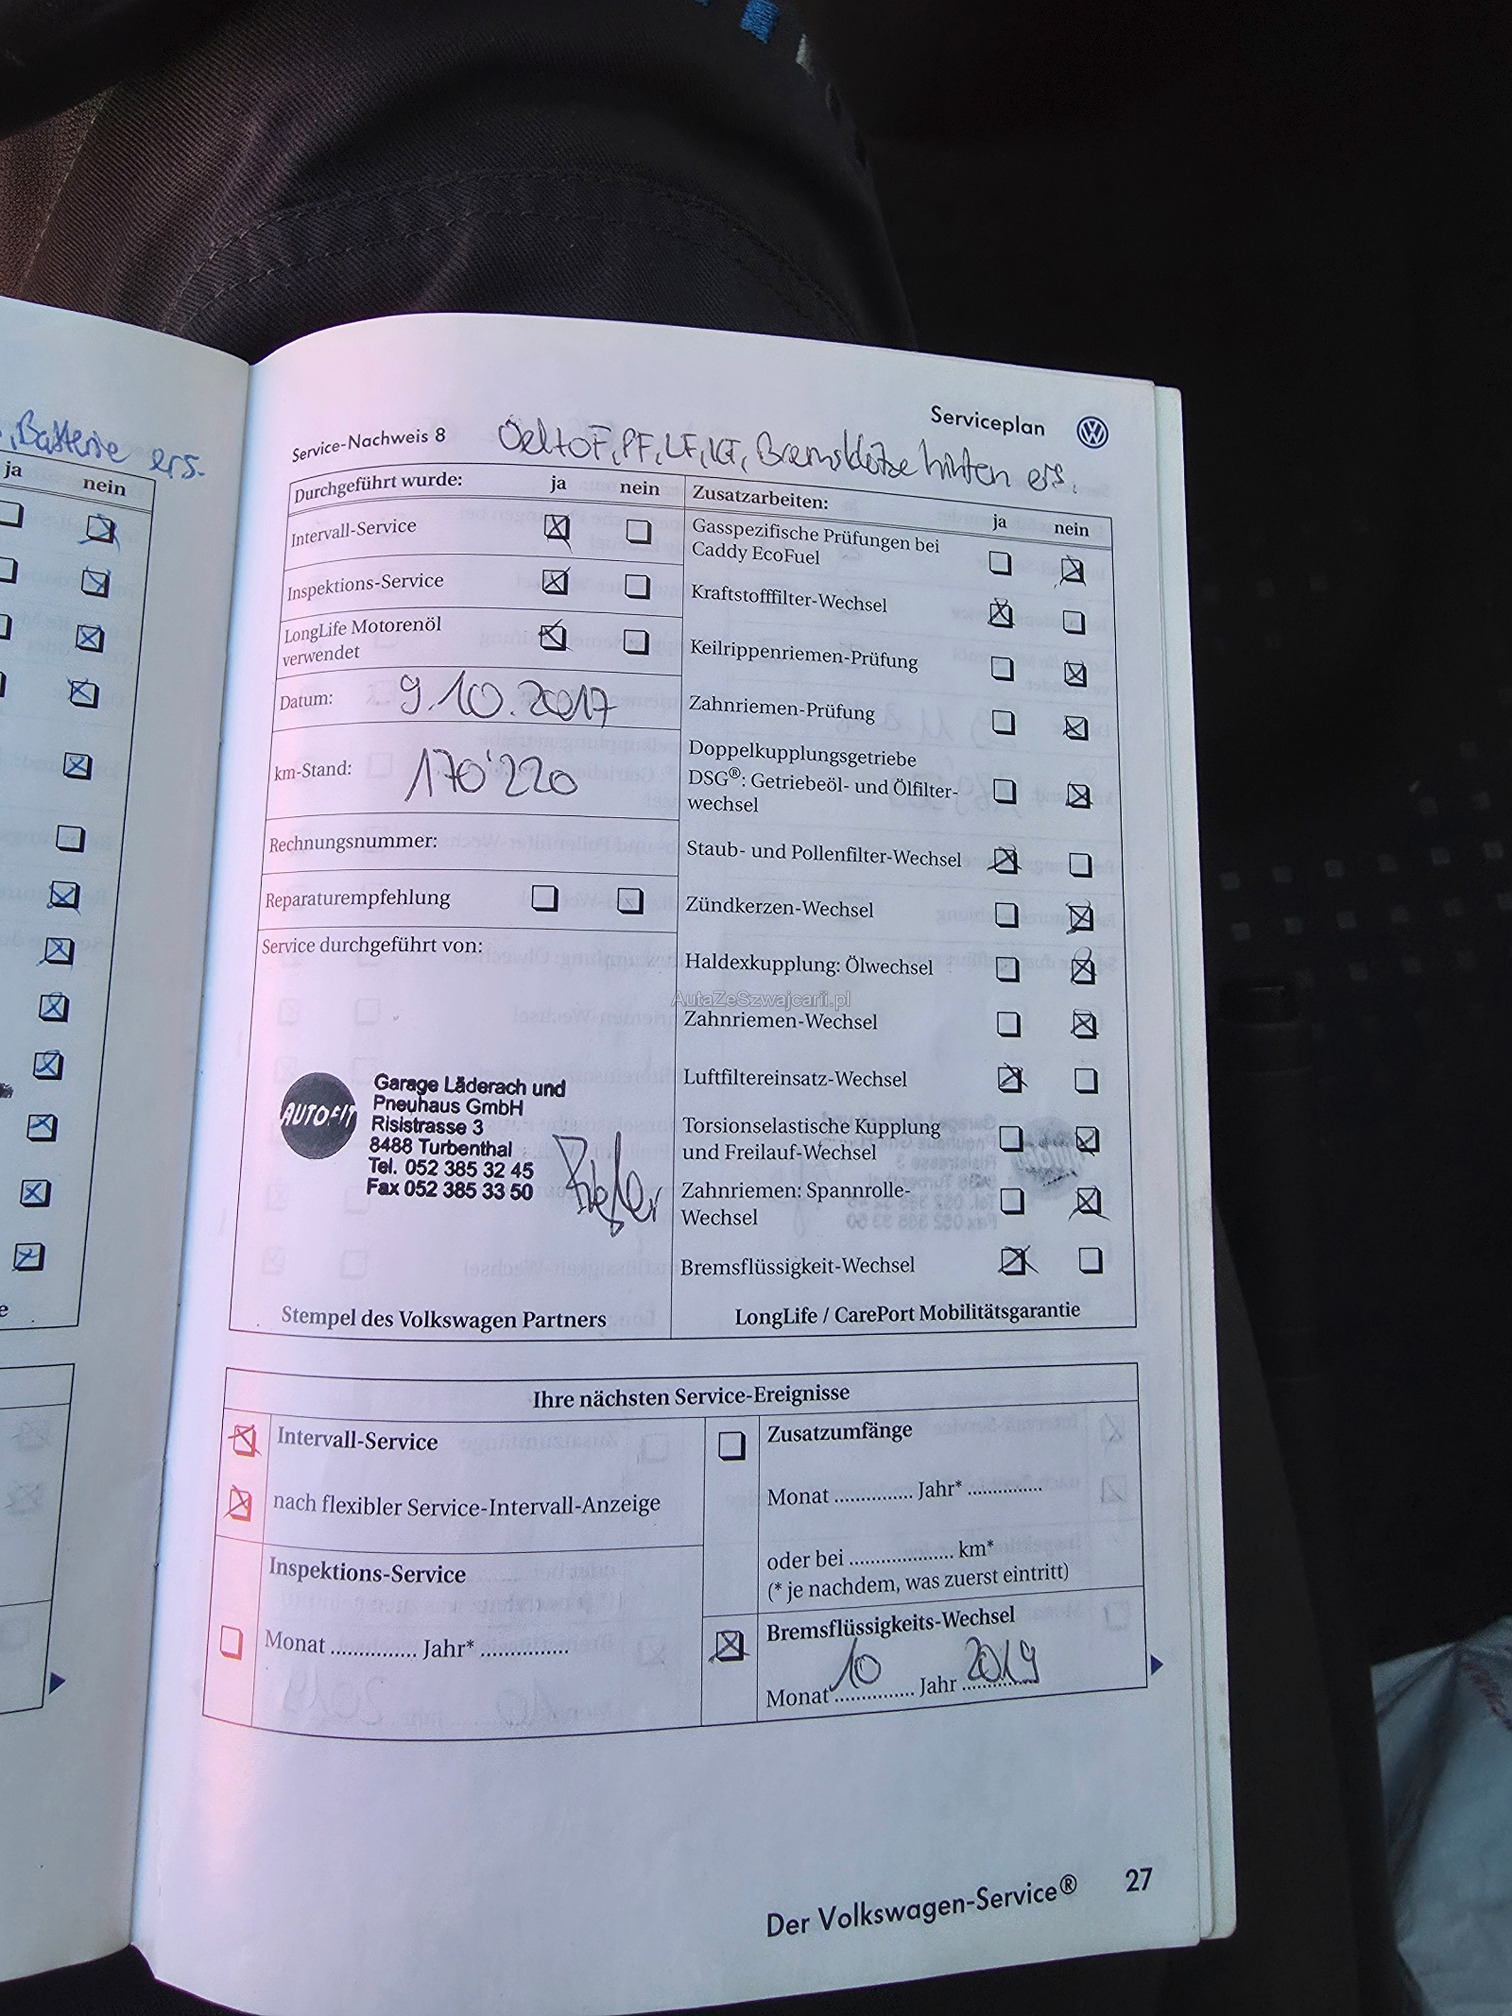 , Batterie ers.
ja nein
Serviceplan
Service-Nachweis 8
Öel+OF, PF, LF, KF, Bremsklötze hinten ers.
Durchgeführt wurde: ja nein
Intervall-Service
Inspektions-Service
LongLife Motorenöl
verwendet
Datum: 9.10.2017
km-Stand: 170'220
Rechnungsnummer:
Reparaturempfehlung
Service durchgeführt von:
AUTOFIT
Garage Läderach und
Pneuhaus GmbH
Risistrasse 3
8488 Turbenthal
Tel. 052 385 32 45
Fax 052 385 33 50
Stempel des Volkswagen Partners
Zusatzarbeiten: ja nein
Gasspezifische Prüfungen bei
Caddy EcoFuel
Kraftstofffilter-Wechsel
Keilrippenriemen-Prüfung
Zahnriemen-Prüfung
Doppelkupplungsgetriebe
DSG®: Getriebeöl- und Ölfilter-
wechsel
Staub- und Pollenfilter-Wechsel
Zündkerzen-Wechsel
Haldexkupplung: Ölwechsel
AutaZeSzwajcarii.pl
Zahnriemen-Wechsel
Luftfiltereinsatz-Wechsel
Torsionselastische Kupplung
und Freilauf-Wechsel
Zahnriemen: Spannrolle-
Wechsel
Bremsflüssigkeit-Wechsel
LongLife / CarePort Mobilitätsgarantie
Ihre nächsten Service-Ereignisse
Intervall-Service
nach flexibler Service-Intervall-Anzeige
Inspektions-Service
Monat ............... Jahr* ...............
Zusatzumfänge
Monat ............... Jahr* ...............
oder bei ................... km*
(* je nachdem, was zuerst eintritt)
Bremsflüssigkeits-Wechsel
Monat 10 Jahr 2019
Der Volkswagen-Service® 27